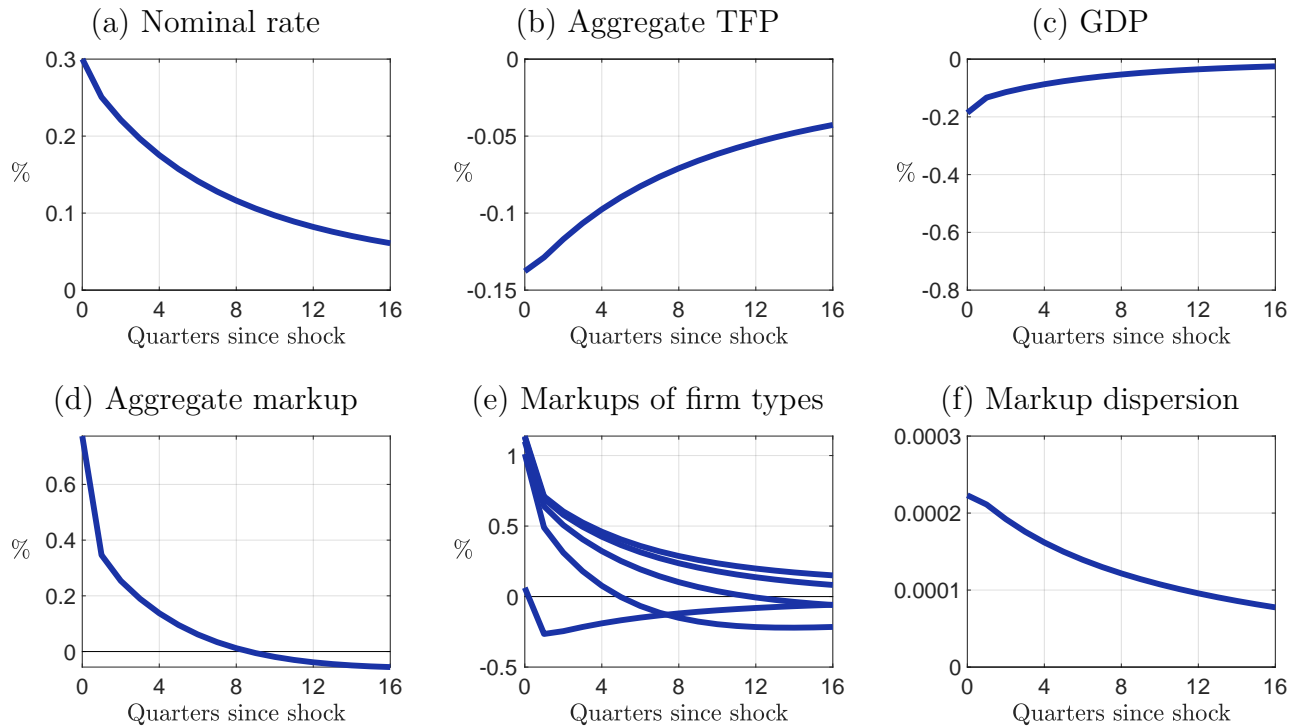 (a) Nominal rate
0.3
0.2
%
0.1
0
0 4 8 12 16
Quarters since shock
(b) Aggregate TFP
0
-0.05
%
-0.1
-0.15
0 4 8 12 16
Quarters since shock
(c) GDP
0
-0.2
% -0.4
-0.6
-0.8
0 4 8 12 16
Quarters since shock
(d) Aggregate markup
0.6
0.4
%
0.2
0
0 4 8 12 16
Quarters since shock
(e) Markups of firm types
1
%
0.5
0
-0.5
0 4 8 12 16
Quarters since shock
(f) Markup dispersion
0.0003
0.0002
0.0001
0
0 4 8 12 16
Quarters since shock